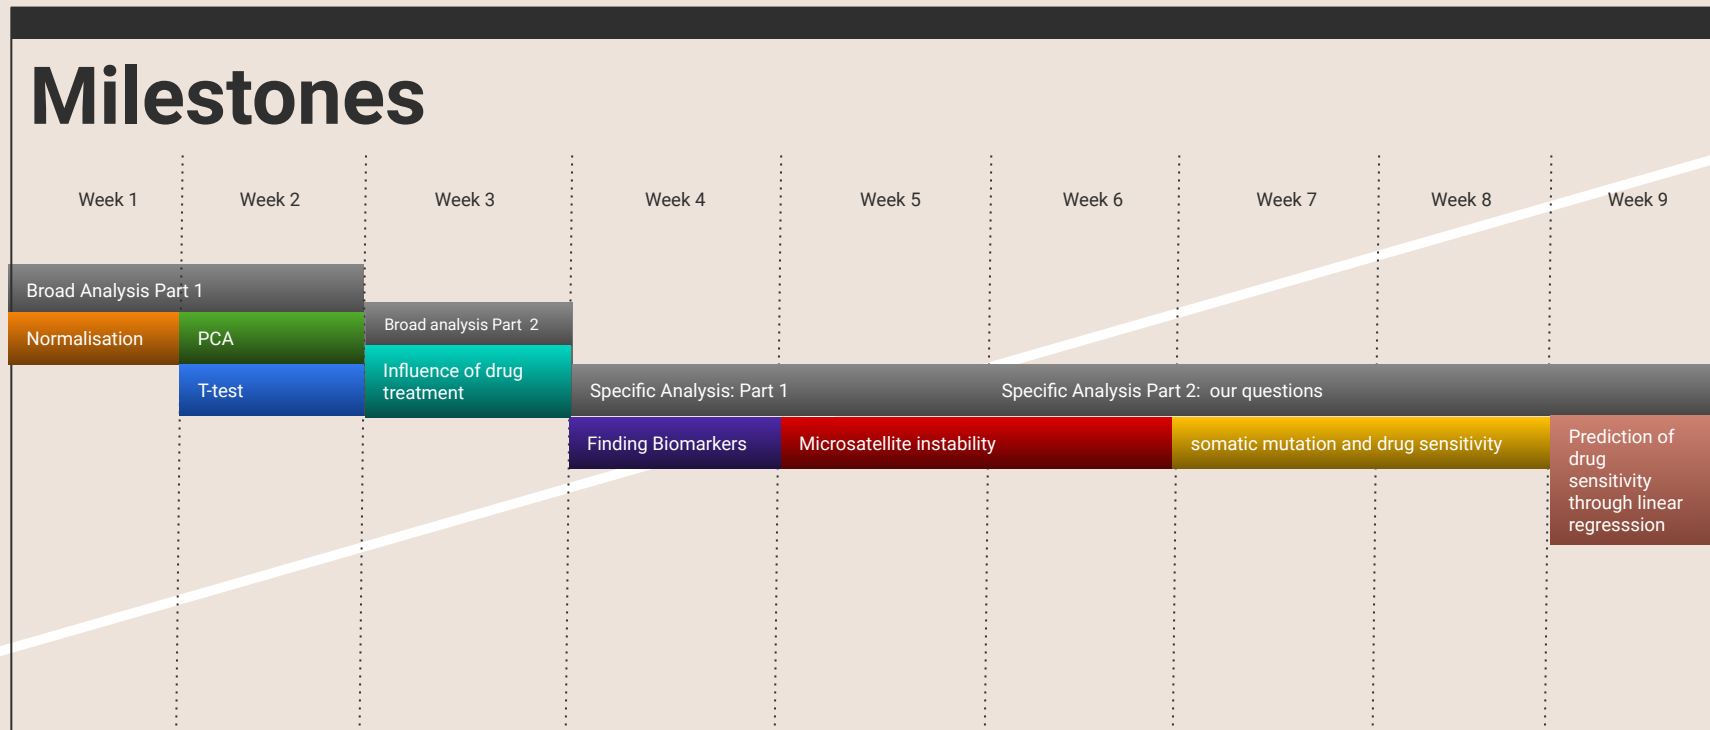 Milestones
Week 1
Week 2
Week 3
Week 4
Week 5
Week 6
Week 7
Week 8
Week 9
Broad Analysis Part 1
Normalisation
PCA
T-test
Broad analysis Part  2
Influence of drug
treatment
Specific Analysis: Part 1
Specific Analysis Part 2:  our questions
Finding Biomarkers
Microsatellite instability
somatic mutation and drug sensitivity
Prediction of
drug
sensitivity
through linear
regresssion